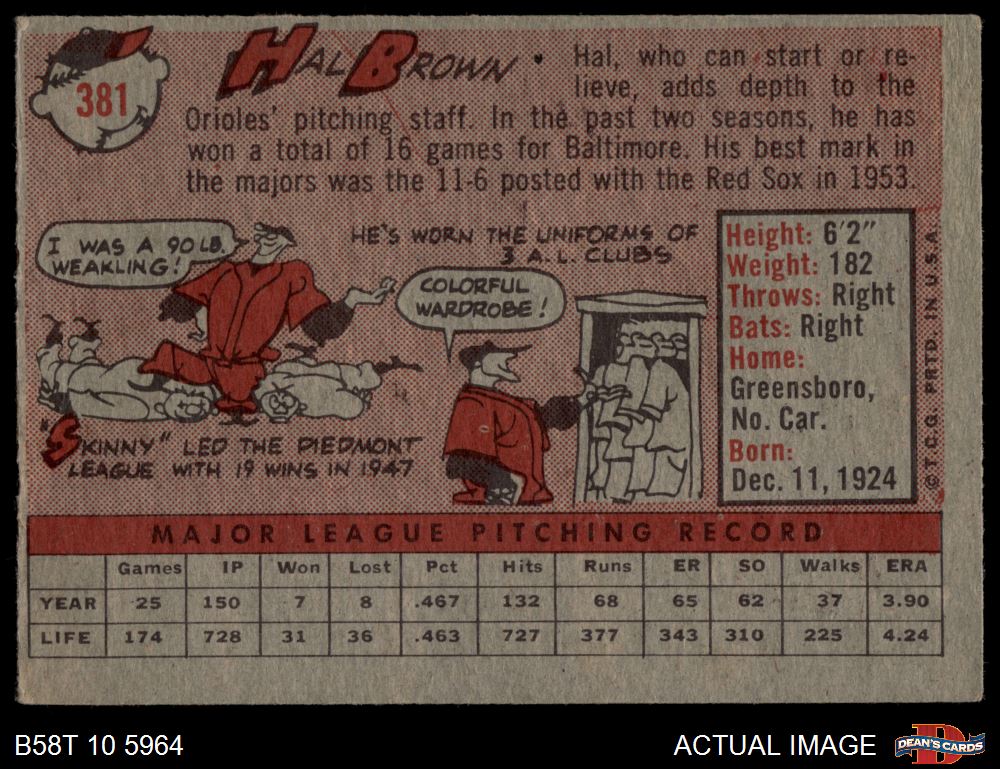 381
HAL BROWN • Hal, who can start or re-
lieve, adds depth to the
Orioles' pitching staff. In the past two seasons, he has
won a total of 16 games for Baltimore. His best mark in
the majors was the 11-6 posted with the Red Sox in 1953.
I WAS A 90 LB.
WEAKLING!
"SKINNY" LED THE PIEDMONT
LEAGUE WITH 19 WINS IN 1947
HE'S WORN THE UNIFORMS OF
3 A.L. CLUBS
COLORFUL
WARDROBE!
Height: 6'2"
Weight: 182
Throws: Right
Bats: Right
Home:
Greensboro,
No. Car.
Born:
Dec. 11, 1924
© T.C.G. PRTD. IN U.S.A.
MAJOR LEAGUE PITCHING RECORD
Games IP Won Lost Pct Hits Runs ER SO Walks ERA
YEAR 25 150 7 8 .467 132 68 65 62 37 3.90
LIFE 174 728 31 36 .463 727 377 343 310 225 4.24
B58T 10 5964
ACTUAL IMAGE
D
DEAN'S CARDS